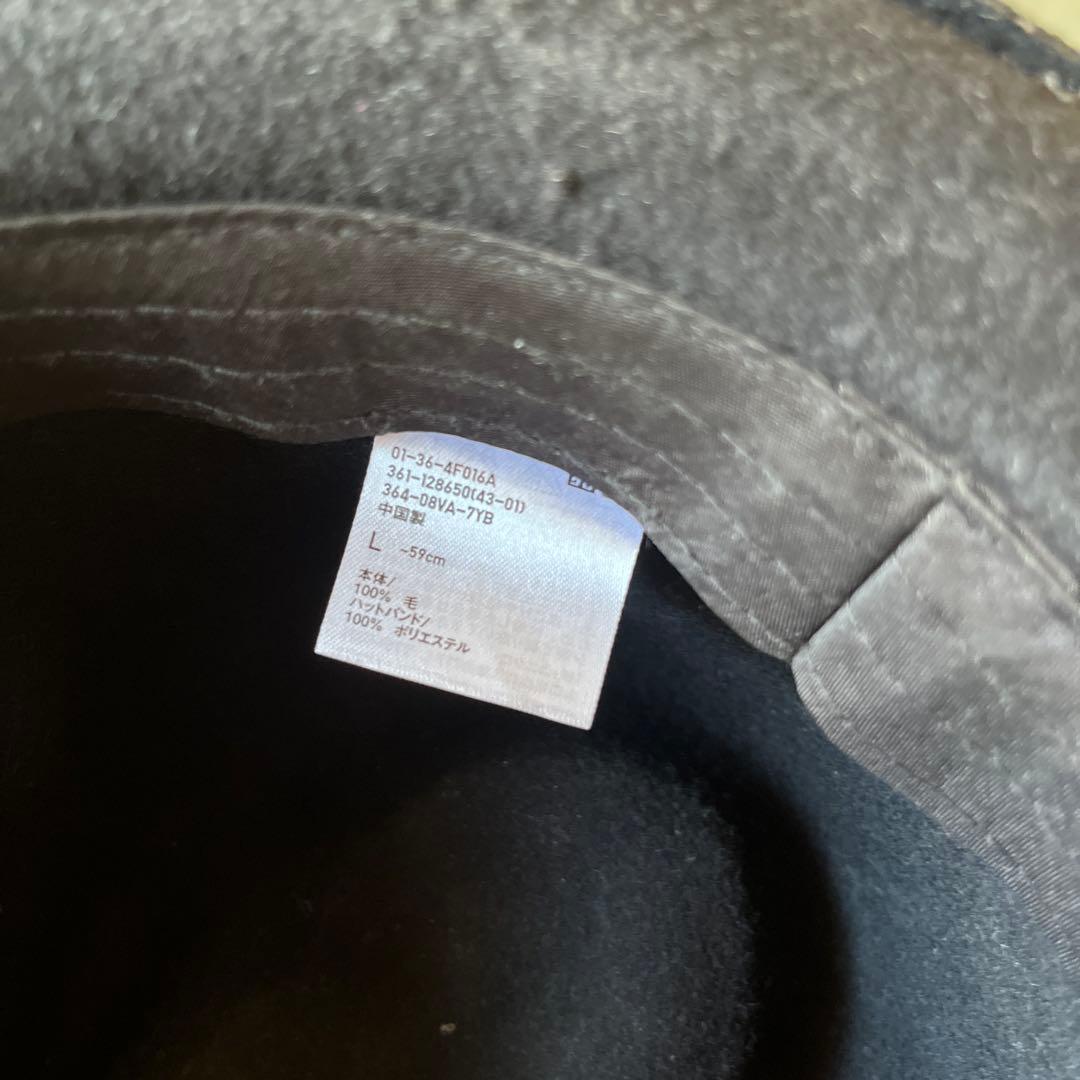 01-36-4F016A
361-128650(43-01)
364-08VA-7YB
中国製
L ~59cm
本体/
100% 毛
ハットバンド/
100% ポリエステル